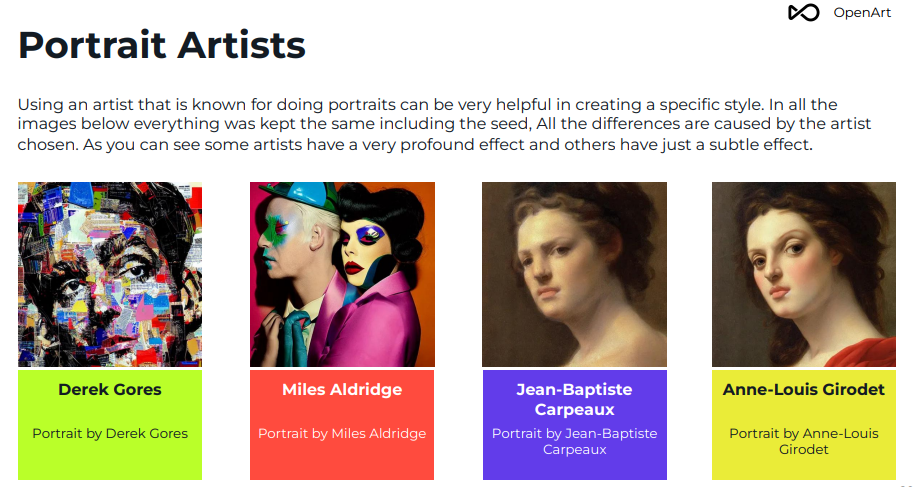 OpenArt
Portrait Artists
Using an artist that is known for doing portraits can be very helpful in creating a specific style. In all the
images below everything was kept the same including the seed, All the differences are caused by the artist
chosen. As you can see some artists have a very profound effect and others have just a subtle effect.
Derek Gores
Portrait by Derek Gores
Miles Aldridge
Portrait by Miles Aldridge
Jean-Baptiste
Carpeaux
Portrait by Jean-Baptiste
Carpeaux
Anne-Louis Girodet
Portrait by Anne-Louis
Girodet